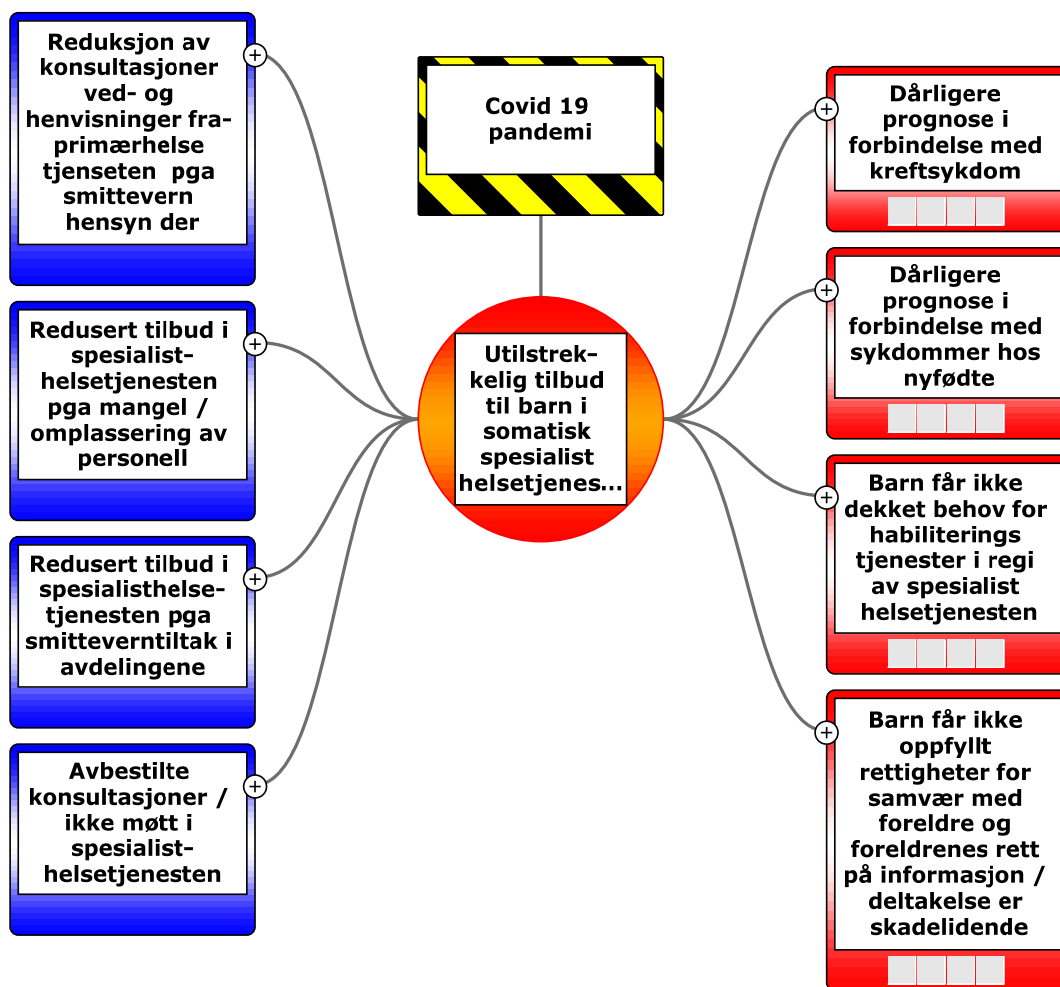 Reduksjon av
konsultasjoner
ved- og
henvisninger fra-
primærhelse
tjenseten pga
smittevern
hensyn der
Redusert tilbud i
spesialist-
helsetjenesten
pga mangel /
omplassering av
personell
Redusert tilbud i
spesialisthelse-
tjenesten pga
smitteverntiltak i
avdelingene
Avbestilte
konsultasjoner /
ikke møtt i
spesialist-
helsetjenesten
Covid 19
pandemi
Utilstrek-
kelig tilbud
til barn i
somatisk
spesialist
helsetjenes...
Dårligere
prognose i
forbindelse med
kreftsykdom
Dårligere
prognose i
forbindelse med
sykdommer hos
nyfødte
Barn får ikke
dekket behov for
habiliterings
tjenester i regi
av spesialist
helsetjenesten
Barn får ikke
oppfyllt
rettigheter for
samvær med
foreldre og
foreldrenes rett
på informasjon /
deltakelse er
skadelidende